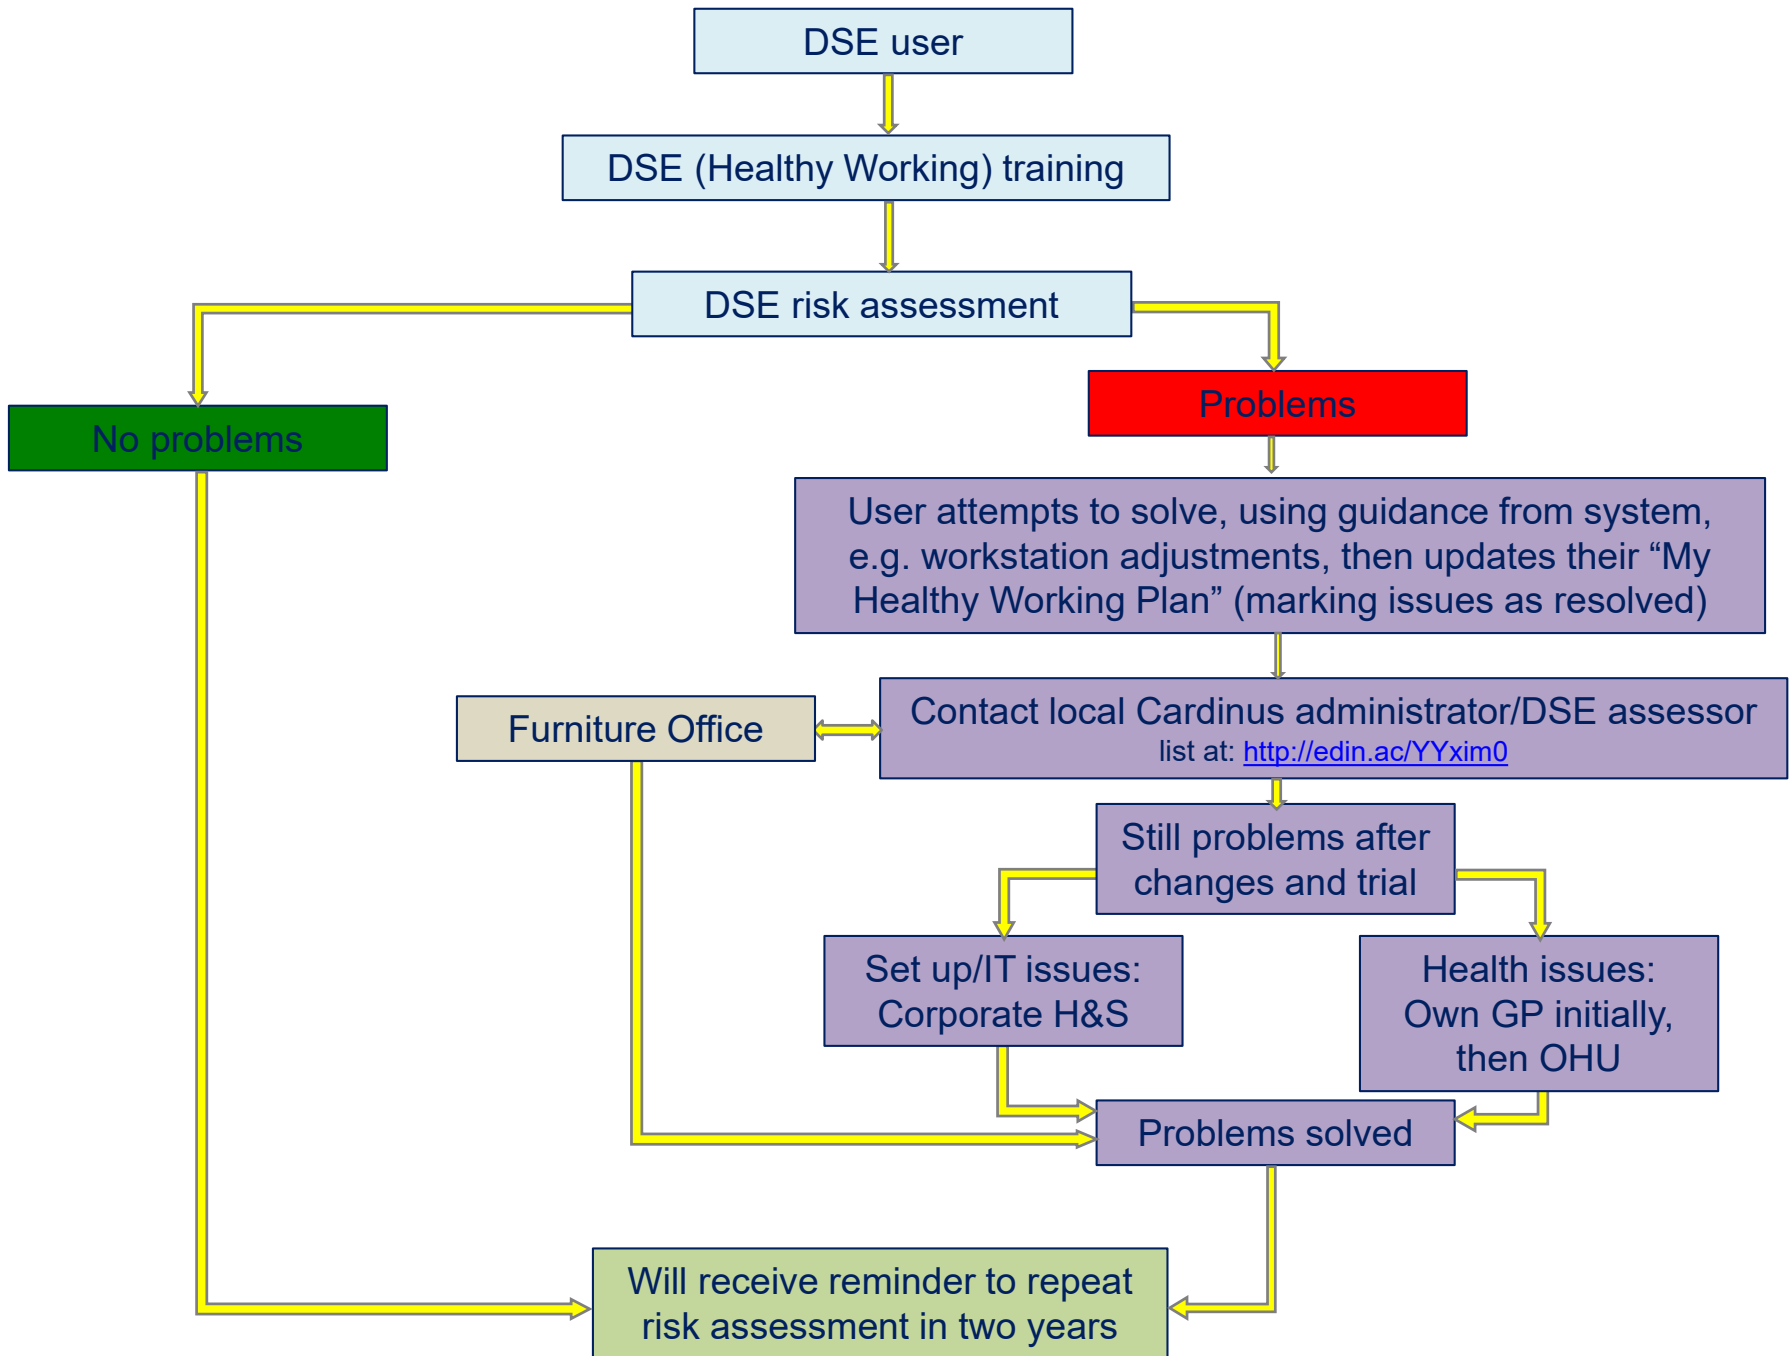 DSE user
DSE (Healthy Working) training
DSE risk assessment
Problems
No problems
User attempts to solve, using guidance from system,
e.g. workstation adjustments, then updates their “My
Healthy Working Plan” (marking issues as resolved)
Furniture Office
Contact local Cardinus administrator/DSE assessor
list at: http://edin.ac/YYxim0
Still problems after
changes and trial
Set up/IT issues:
Corporate H&S
Health issues:
Own GP initially,
then OHU
Problems solved
Will receive reminder to repeat
risk assessment in two years